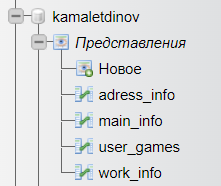 kamaletdinov
Представления
Новое
adress_info
main_info
user_games
work_info